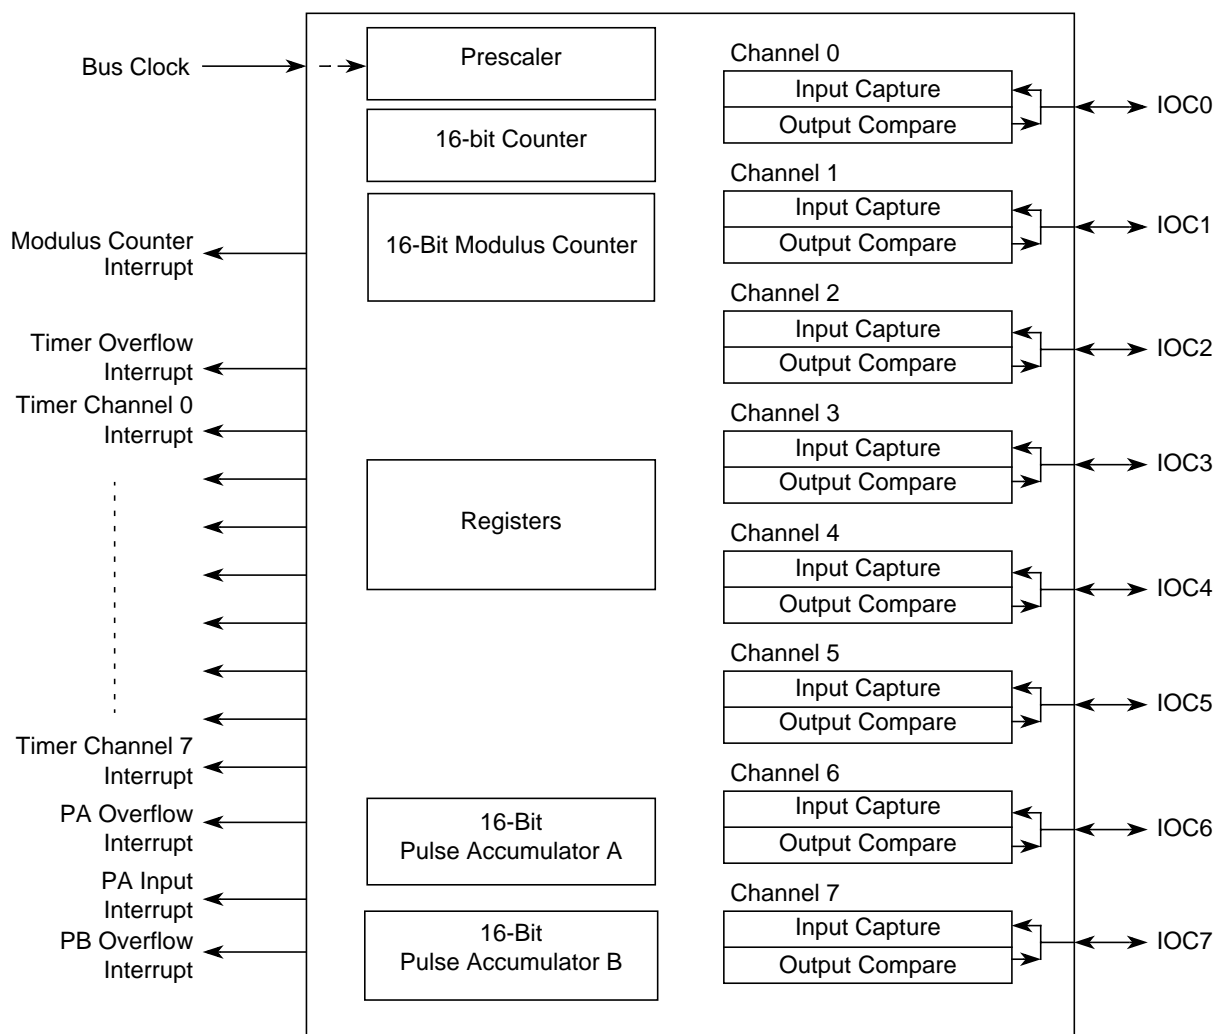 Bus Clock
Modulus Counter
Interrupt
Timer Overflow
Interrupt
Timer Channel 0
Interrupt
Timer Channel 7
Interrupt
PA Overflow
Interrupt
PA Input
Interrupt
PB Overflow
Interrupt
Prescaler
16-bit Counter
16-Bit Modulus Counter
Registers
16-Bit
Pulse Accumulator A
16-Bit
Pulse Accumulator B
Channel 0
Input Capture
Output Compare
IOC0
Channel 1
Input Capture
Output Compare
IOC1
Channel 2
Input Capture
Output Compare
IOC2
Channel 3
Input Capture
Output Compare
IOC3
Channel 4
Input Capture
Output Compare
IOC4
Channel 5
Input Capture
Output Compare
IOC5
Channel 6
Input Capture
Output Compare
IOC6
Channel 7
Input Capture
Output Compare
IOC7